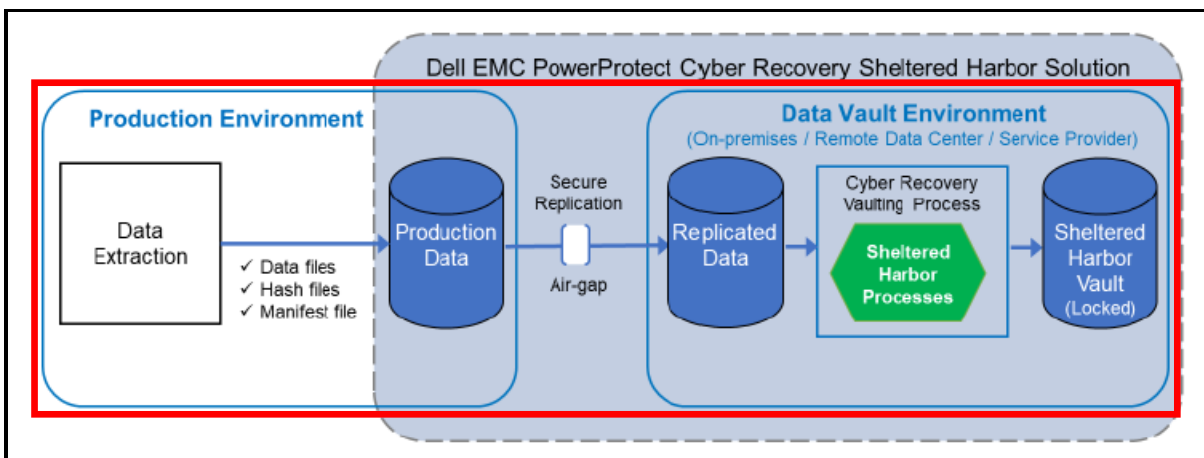 Dell EMC PowerProtect Cyber Recovery Sheltered Harbor Solution
Production Environment
Data
Extraction
✓ Data files
✓ Hash files
✓ Manifest file
Production
Data
Secure
Replication
Air-gap
Data Vault Environment
(On-premises / Remote Data Center / Service Provider)
Replicated
Data
Cyber Recovery
Vaulting Process
Sheltered
Harbor
Processes
Sheltered
Harbor
Vault
(Locked)